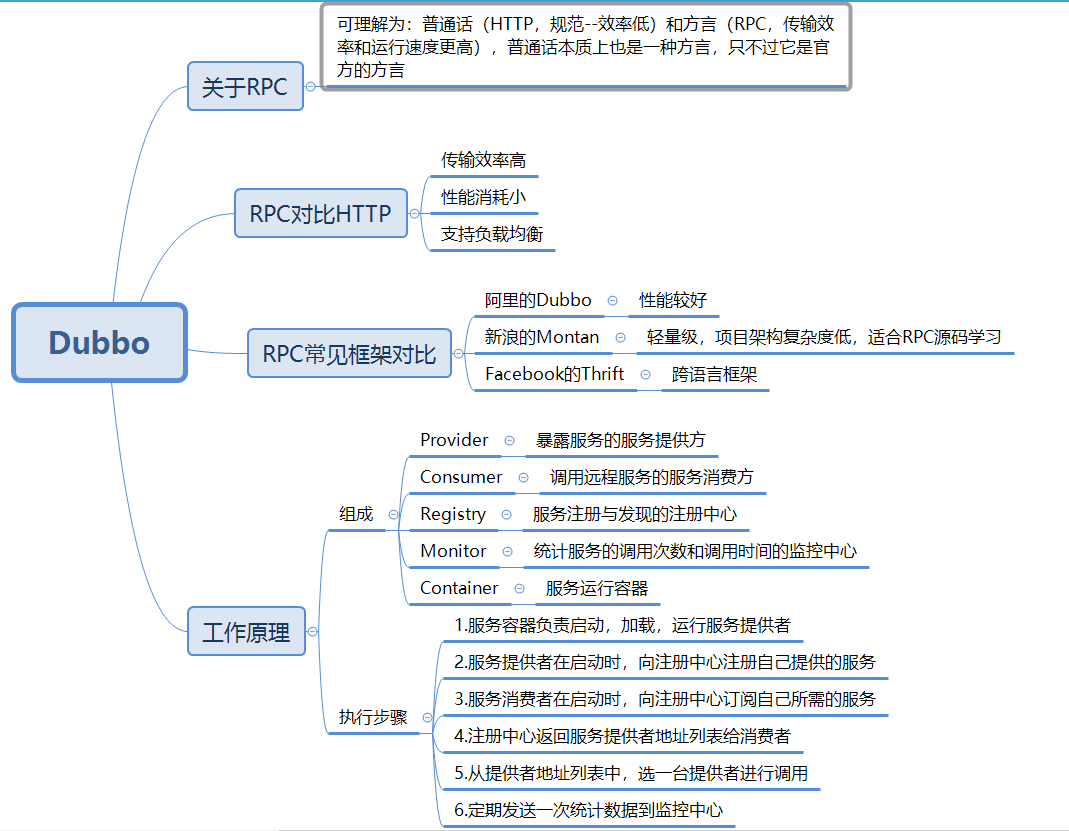 可理解为：普通话（HTTP，规范--效率低）和方言（RPC，传输效
率和运行速度更高），普通话本质上也是一种方言，只不过它是官
方的方言
关于RPC
传输效率高
性能消耗小
支持负载均衡
RPC对比HTTP
Dubbo
阿里的Dubbo
性能较好
新浪的Montan
轻量级，项目架构复杂度低，适合RPC源码学习
Facebook的Thrift
跨语言框架
RPC常见框架对比
Provider
暴露服务的服务提供方
Consumer
调用远程服务的服务消费方
Registry
服务注册与发现的注册中心
Monitor
统计服务的调用次数和调用时间的监控中心
Container
服务运行容器
组成
工作原理
执行步骤
1.服务容器负责启动，加载，运行服务提供者
2.服务提供者在启动时，向注册中心注册自己提供的服务
3.服务消费者在启动时，向注册中心订阅自己所需的服务
4.注册中心返回服务提供者地址列表给消费者
5.从提供者地址列表中，选一台提供者进行调用
6.定期发送一次统计数据到监控中心